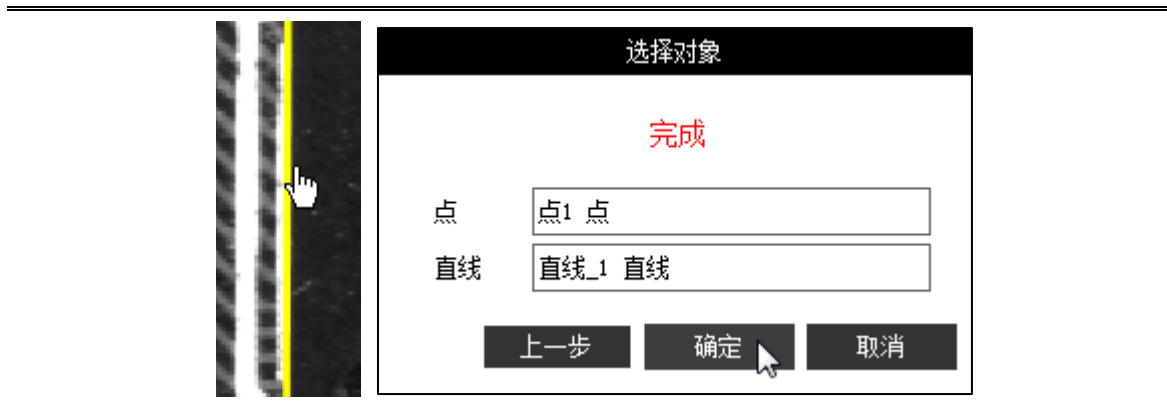 选择对象
完成
点 点1 点
直线 直线_1 直线
上一步 确定 取消